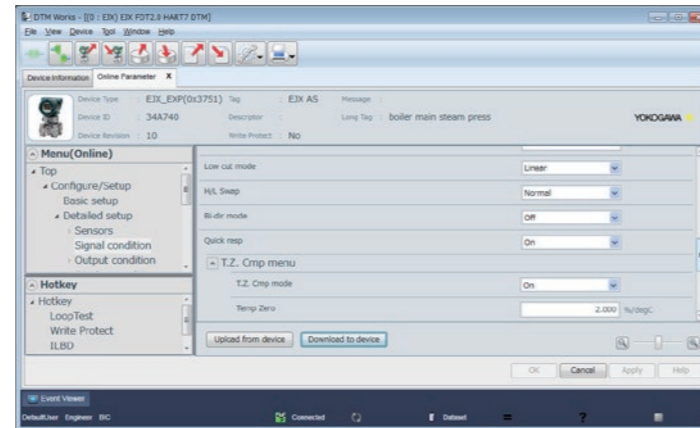 DTM Works - [(0 : EJX) EJX FDT2.0 HART7 DTM]
File View Device Tool Window Help
Device Information Online Parameter X
Device Type : EJX_EXP(0x3751) Tag : EJX AS Message :
Device ID : 34A740 Descriptor : Long Tag : boiler main steam press YOKOGAWA
Device Revision : 10 Write Protect : No
Menu(Online)
Top
Configure/Setup
Basic setup
Detailed setup
Sensors
Signal condition
Output condition
Low cut mode Linear
H/L Swap Normal
Bi-dir mode Off
Quick resp On
T.Z. Cmp menu
T.Z. Cmp mode On
Temp Zero 2.000 %/degC
Hotkey
Hotkey
LoopTest
Write Protect
ILBD
Upload from device Download to device
OK Cancel Apply Help
Event Viewer
DefaultUser Engineer BIC Connected Dataset = ?